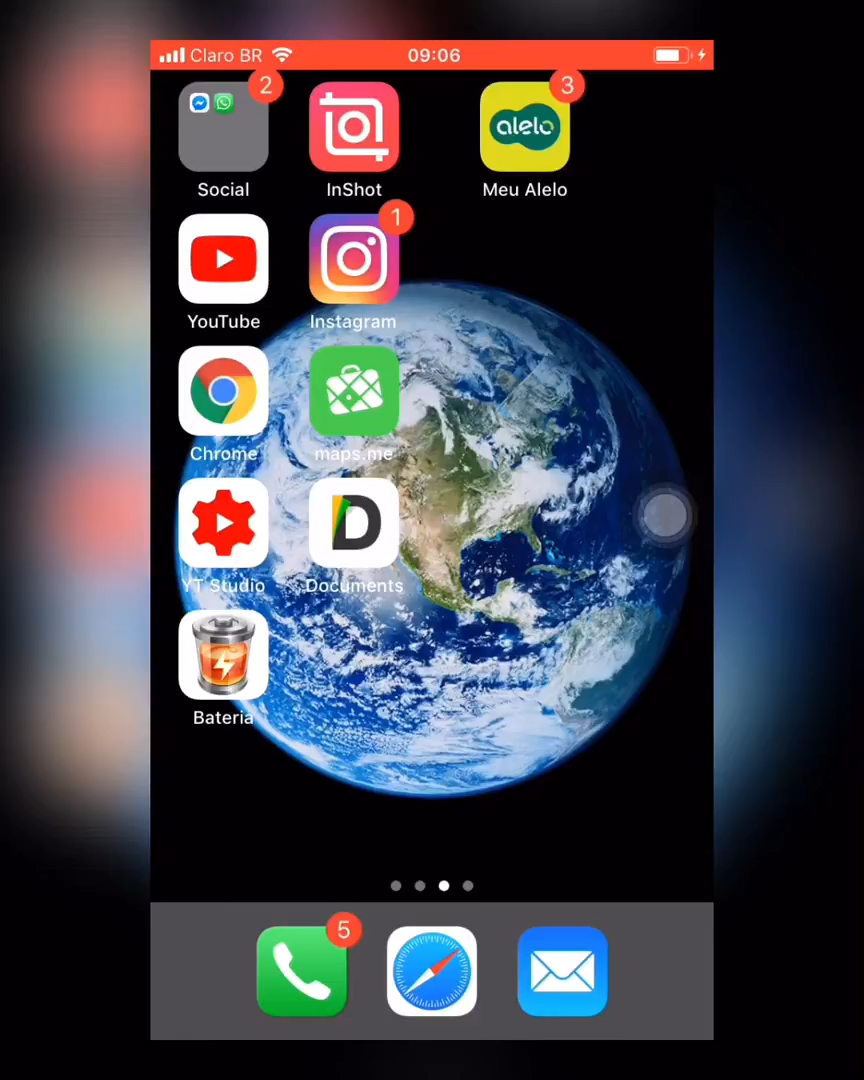 Claro BR 09:06
2 3
alelo
Social InShot Meu Alelo
1
YouTube Instagram
Chrome maps.me
D
YT Studio Documents
Bateria
5